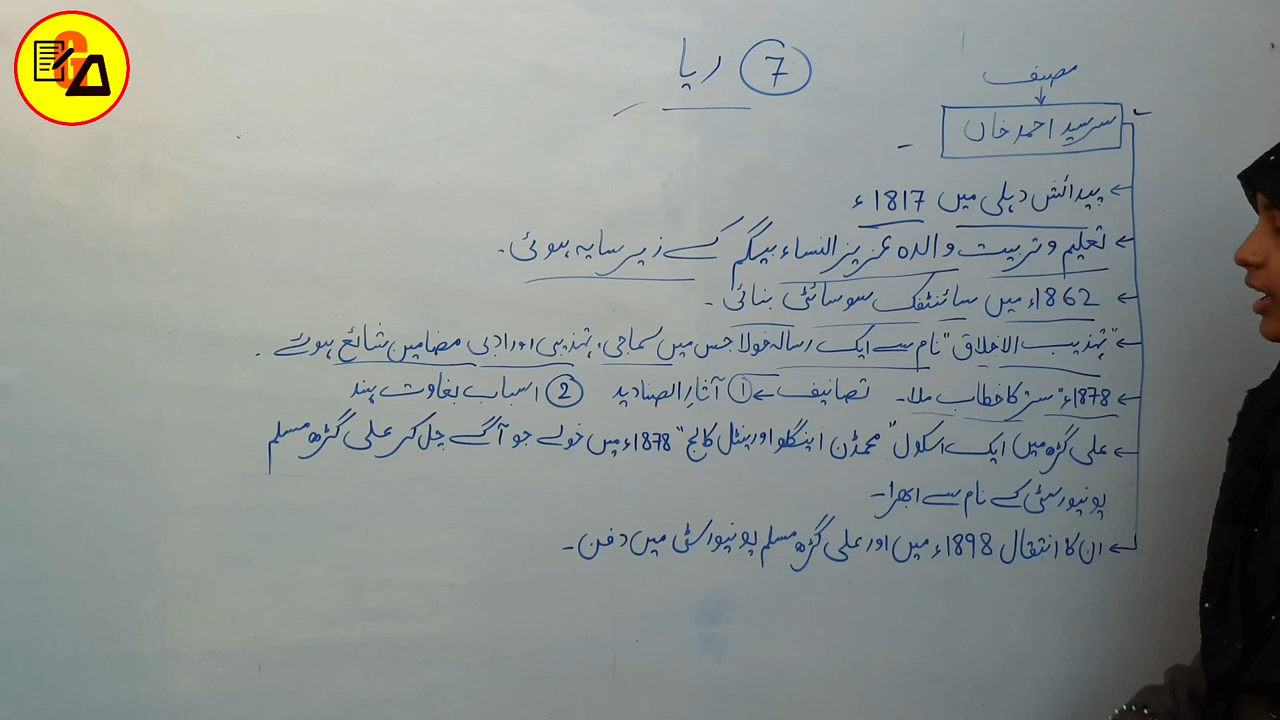 7 ریا
مصنف
سرسید احمد خاں
پیدائش دہلی میں 1817ء
تعلیم و تربیت والدہ عزیز النساء بیگم کے زیر سایہ ہوئی۔
1862ء میں سائنٹفک سوسائٹی بنائی۔
"تہذیب الاخلاق" نام سے ایک رسالہ خولا جس میں سماجی، تہذیبی اور ادبی مضامین شائع ہوئے۔
1878ء "سر" کا خطاب ملا۔ تصانیف ← 1 آثار الصنادید 2 اسباب بغاوت ہند
علی گڑھ میں ایک اسکول "محمڈن اینگلو اورینٹل کالج" 1878ء میں خولے جو آگے چل کر علی گڑھ مسلم
یونیورسٹی کے نام سے ابھرا۔
ان کا انتقال 1898ء میں اور علی گڑھ مسلم یونیورسٹی میں دفن۔